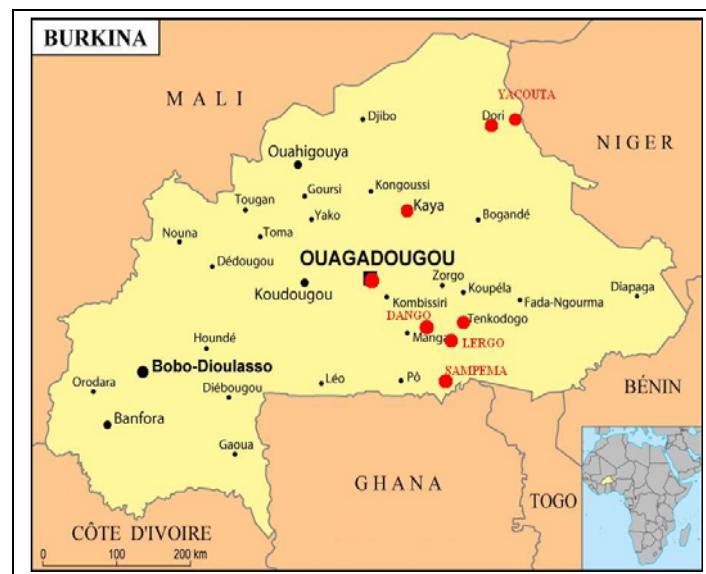 BURKINA
YACOUTA
MALI
Djibo
Dori
NIGER
Ouahigouya
Goursi
Kongoussi
Kaya
Tougan
Yako
Bogandé
Nouna
Toma
OUAGADOUGOU
Dédougou
Zorgo
Koudougou
Koupéla
Diapaga
Kombissiri
Fada-Ngourma
DANGO
Tenkodogo
Manga
Houndé
LERGO
Bobo-Dioulasso
SAMPEMA
Orodara
Diébougou
Léo
Pô
BÉNIN
Banfora
Gaoua
GHANA
TOGO
CÔTE D'IVOIRE
0 100 200 km